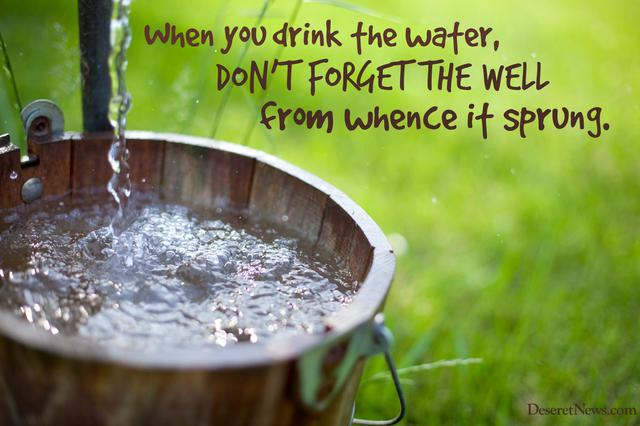 When you drink the water,
DON'T FORGET THE WELL
from whence it sprung.
DeseretNews.com